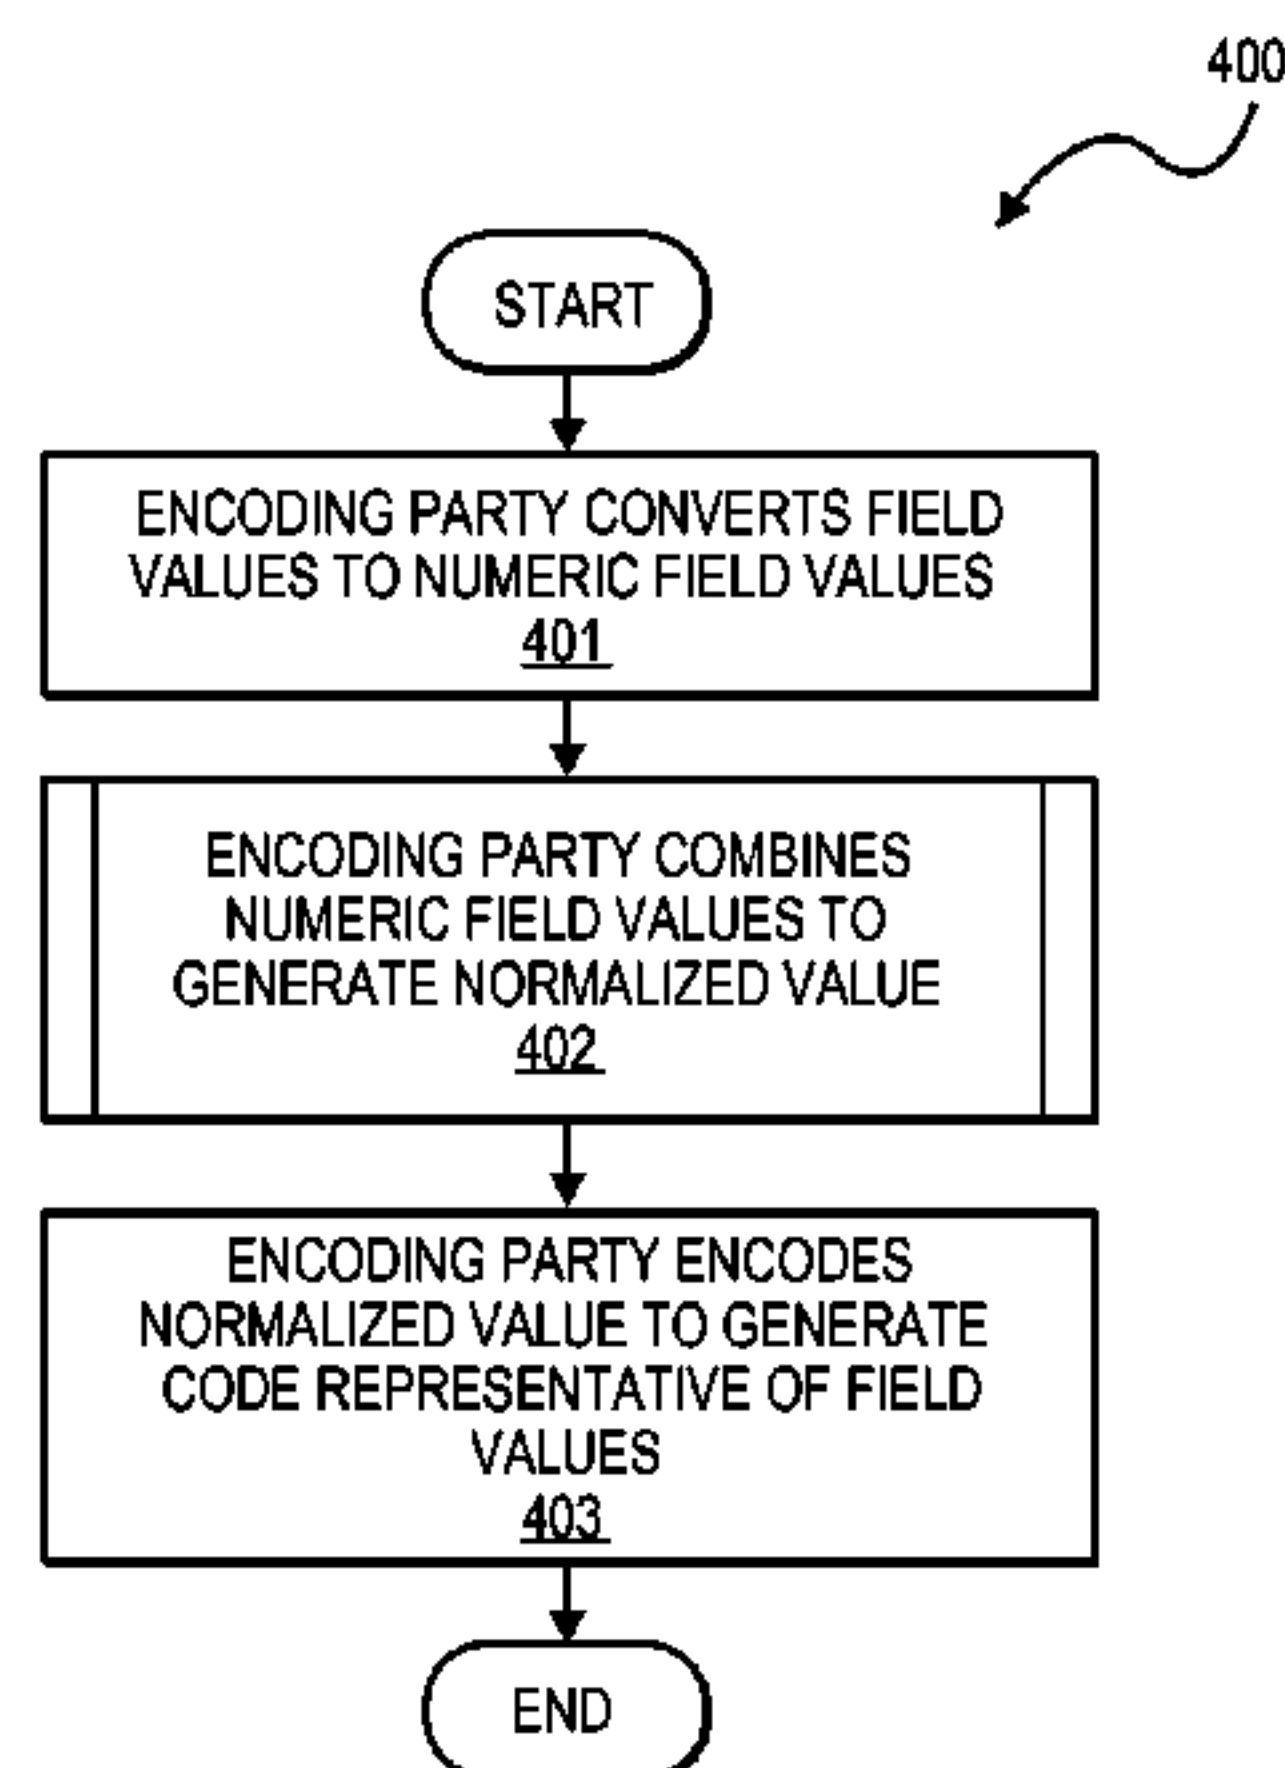 400
START
ENCODING PARTY CONVERTS FIELD
VALUES TO NUMERIC FIELD VALUES
401
ENCODING PARTY COMBINES
NUMERIC FIELD VALUES TO
GENERATE NORMALIZED VALUE
402
ENCODING PARTY ENCODES
NORMALIZED VALUE TO GENERATE
CODE REPRESENTATIVE OF FIELD
VALUES
403
END